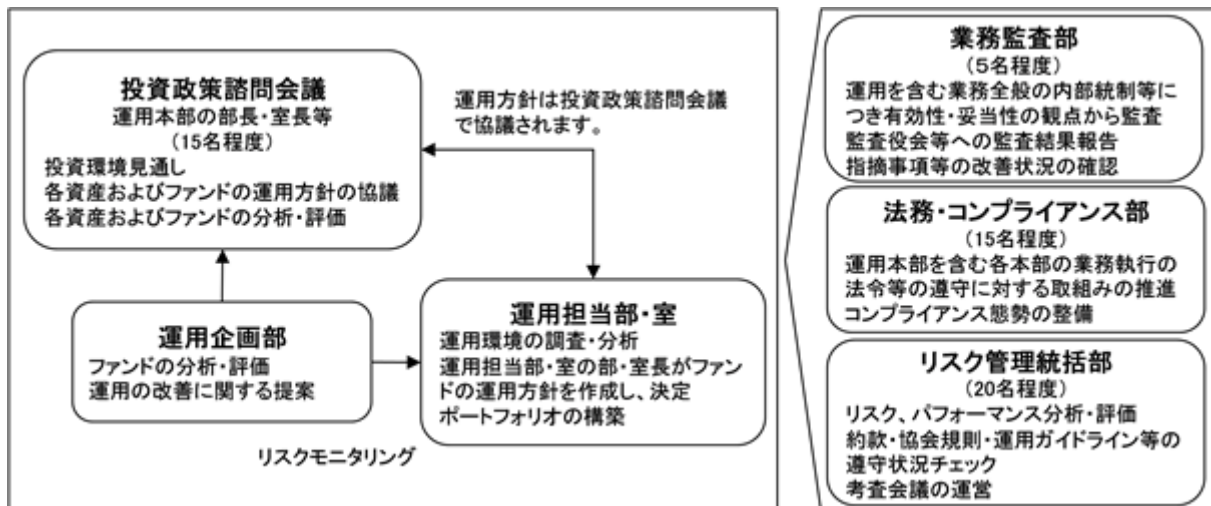 投資政策諮問会議
運用本部の部長・室長等
(15名程度)
投資環境見通し
各資産およびファンドの運用方針の協議
各資産およびファンドの分析・評価
運用方針は投資政策諮問会議
で協議されます。
運用企画部
ファンドの分析・評価
運用の改善に関する提案
運用担当部・室
運用環境の調査・分析
運用担当部・室の部・室長がファン
ドの運用方針を作成し、決定
ポートフォリオの構築
リスクモニタリング
業務監査部
(5名程度)
運用を含む業務全般の内部統制等に
つき有効性・妥当性の観点から監査
監査役会等への監査結果報告
指摘事項等の改善状況の確認
法務・コンプライアンス部
(15名程度)
運用本部を含む各本部の業務執行の
法令等の遵守に対する取組みの推進
コンプライアンス態勢の整備
リスク管理統括部
(20名程度)
リスク、パフォーマンス分析・評価
約款・協会規則・運用ガイドライン等の
遵守状況チェック
考査会議の運営